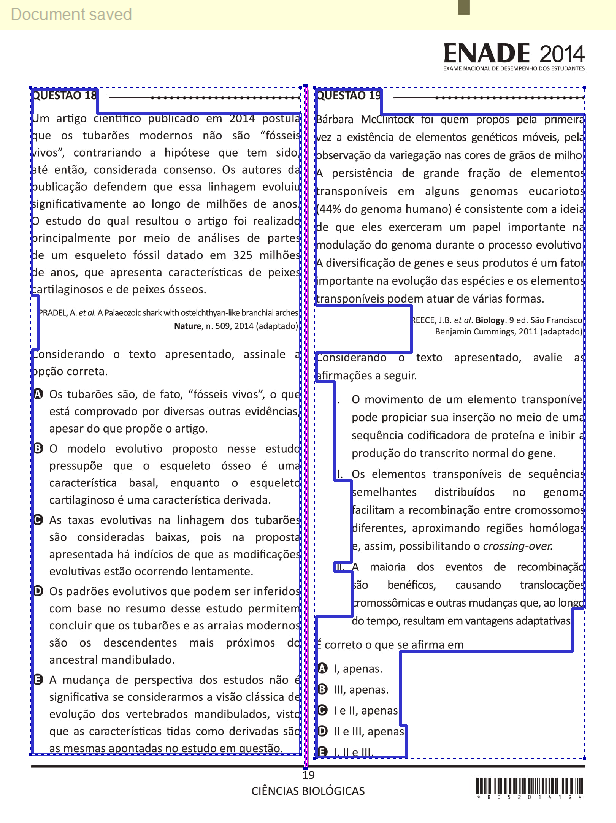 Document saved
ENADE 2014
EXAME NACIONAL DE DESEMPENHO DOS ESTUDANTES
QUESTÃO 18
Um artigo científico publicado em 2014 postula
que os tubarões modernos não são “fósseis
vivos”, contrariando a hipótese que tem sido,
até então, considerada consenso. Os autores da
publicação defendem que essa linhagem evoluiu
significativamente ao longo de milhões de anos.
O estudo do qual resultou o artigo foi realizado
principalmente por meio de análises de partes
de um esqueleto fóssil datado em 325 milhões
de anos, que apresenta características de peixes
cartilaginosos e de peixes ósseos.
PRADEL, A. et al. A Palaeozoic shark with osteichthyan-like branchial arches.
Nature, n. 509, 2014 (adaptado)
Considerando o texto apresentado, assinale a
opção correta.
A Os tubarões são, de fato, “fósseis vivos”, o que
está comprovado por diversas outras evidências,
apesar do que propõe o artigo.
B O modelo evolutivo proposto nesse estudo
pressupõe que o esqueleto ósseo é uma
característica basal, enquanto o esqueleto
cartilaginoso é uma característica derivada.
C As taxas evolutivas na linhagem dos tubarões
são consideradas baixas, pois na proposta
apresentada há indícios de que as modificações
evolutivas estão ocorrendo lentamente.
D Os padrões evolutivos que podem ser inferidos
com base no resumo desse estudo permitem
concluir que os tubarões e as arraias modernos
são os descendentes mais próximos do
ancestral mandibulado.
E A mudança de perspectiva dos estudos não é
significativa se considerarmos a visão clássica de
evolução dos vertebrados mandibulados, visto
que as características tidas como derivadas são
as mesmas apontadas no estudo em questão.
QUESTÃO 19
Bárbara McClintock foi quem propôs pela primeira
vez a existência de elementos genéticos móveis, pela
observação da variegação nas cores de grãos de milho.
A persistência de grande fração de elementos
transponíveis em alguns genomas eucariotos
(44% do genoma humano) é consistente com a ideia
de que eles exerceram um papel importante na
modulação do genoma durante o processo evolutivo.
A diversificação de genes e seus produtos é um fator
importante na evolução das espécies e os elementos
transponíveis podem atuar de várias formas.
REECE, J.B. et al. Biology. 9 ed. São Francisco:
Benjamin Cummings, 2011 (adaptado)
Considerando o texto apresentado, avalie as
afirmações a seguir.
I. O movimento de um elemento transponível
pode propiciar sua inserção no meio de uma
sequência codificadora de proteína e inibir a
produção do transcrito normal do gene.
II. Os elementos transponíveis de sequências
semelhantes distribuídos no genoma
facilitam a recombinação entre cromossomos
diferentes, aproximando regiões homólogas
e, assim, possibilitando o crossing-over.
III. A maioria dos eventos de recombinação
são benéficos, causando translocações
cromossômicas e outras mudanças que, ao longo
do tempo, resultam em vantagens adaptativas.
É correto o que se afirma em
A I, apenas.
B III, apenas.
C I e II, apenas.
D II e III, apenas.
E I, II e III.
19
CIÊNCIAS BIOLÓGICAS